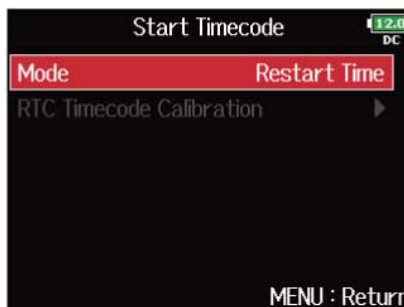 Start Timecode
12.0
DC
Mode Restart Time
RTC Timecode Calibration
MENU : Return